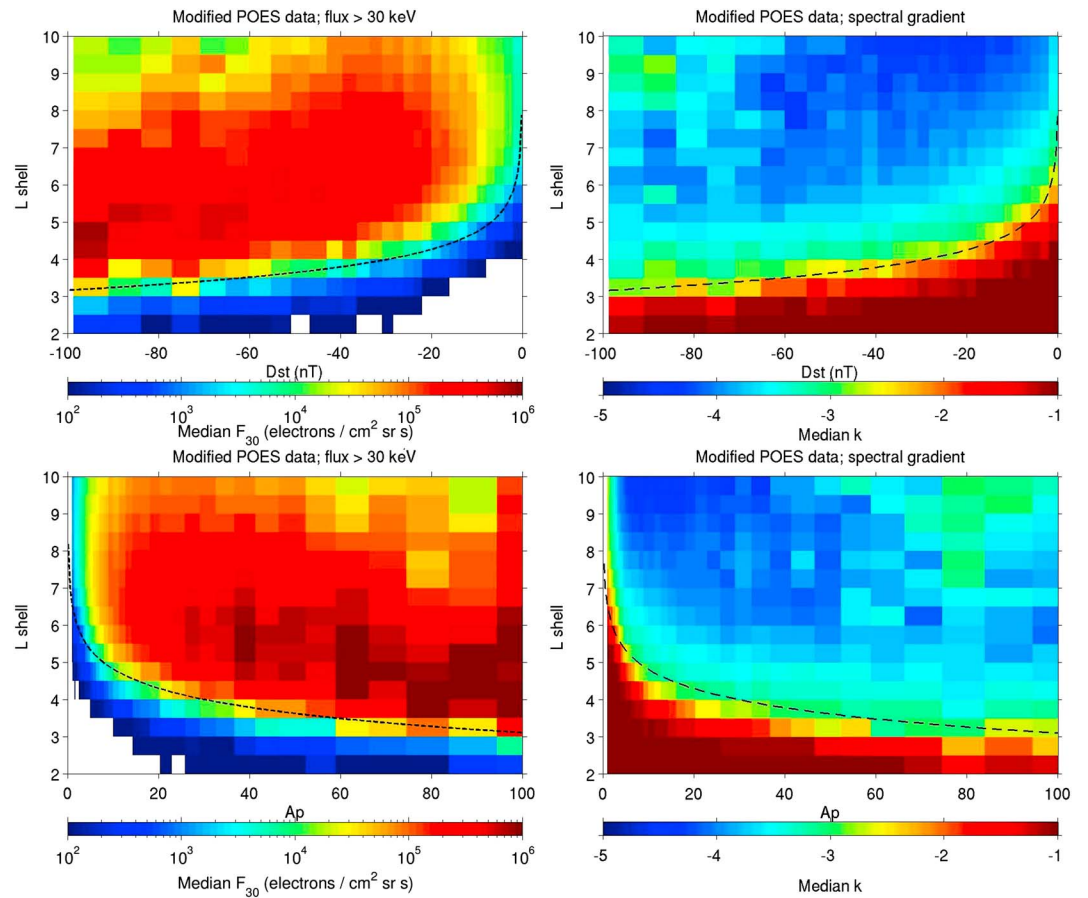 Modified POES data; flux > 30 keV
10
9
8
7
6
5
4
3
2
L shell
-100 -80 -60 -40 -20 0
Dst (nT)
10² 10³ 10⁴ 10⁵ 10⁶
Median F₃₀ (electrons / cm² sr s)
Modified POES data; spectral gradient
10
9
8
7
6
5
4
3
2
L shell
-100 -80 -60 -40 -20 0
Dst (nT)
-5 -4 -3 -2 -1
Median k
Modified POES data; flux > 30 keV
10
9
8
7
6
5
4
3
2
L shell
0 20 40 60 80 100
Ap
10² 10³ 10⁴ 10⁵ 10⁶
Median F₃₀ (electrons / cm² sr s)
Modified POES data; spectral gradient
10
9
8
7
6
5
4
3
2
L shell
0 20 40 60 80 100
Ap
-5 -4 -3 -2 -1
Median k